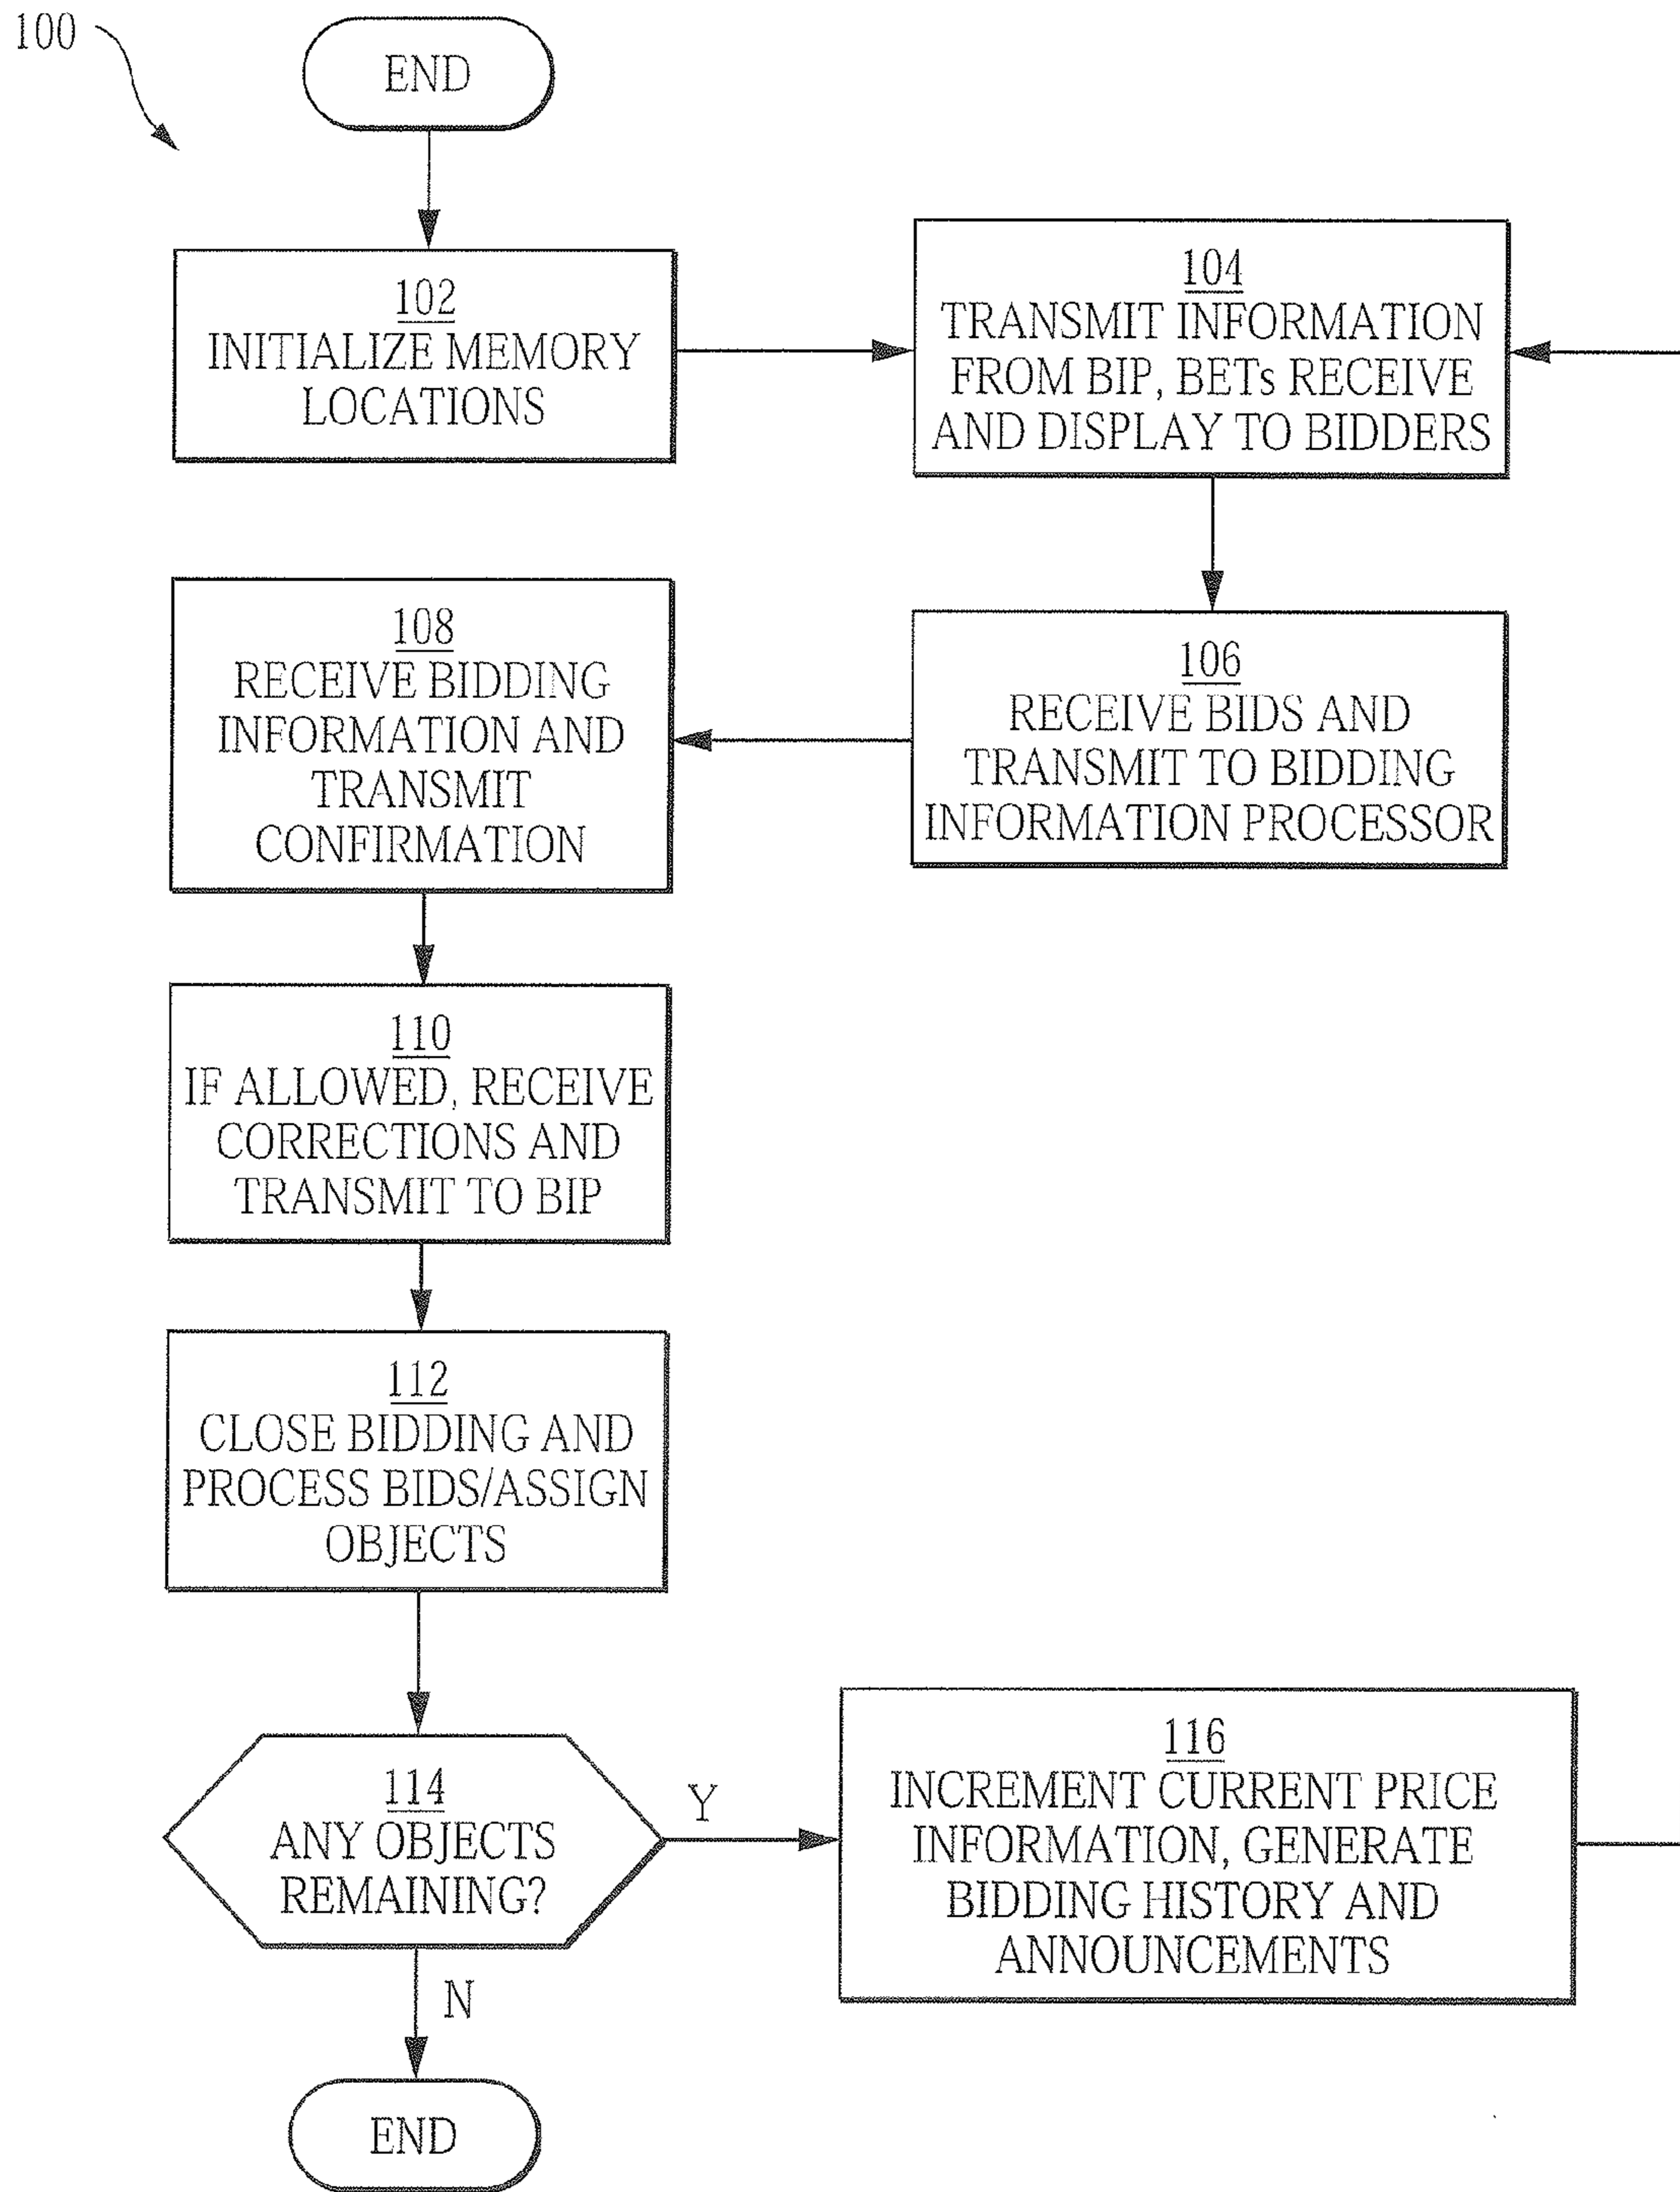 100
END
102
INITIALIZE MEMORY
LOCATIONS
104
TRANSMIT INFORMATION
FROM BIP, BETs RECEIVE
AND DISPLAY TO BIDDERS
106
RECEIVE BIDS AND
TRANSMIT TO BIDDING
INFORMATION PROCESSOR
108
RECEIVE BIDDING
INFORMATION AND
TRANSMIT
CONFIRMATION
110
IF ALLOWED, RECEIVE
CORRECTIONS AND
TRANSMIT TO BIP
112
CLOSE BIDDING AND
PROCESS BIDS/ASSIGN
OBJECTS
114
ANY OBJECTS
REMAINING?
Y
116
INCREMENT CURRENT PRICE
INFORMATION, GENERATE
BIDDING HISTORY AND
ANNOUNCEMENTS
N
END